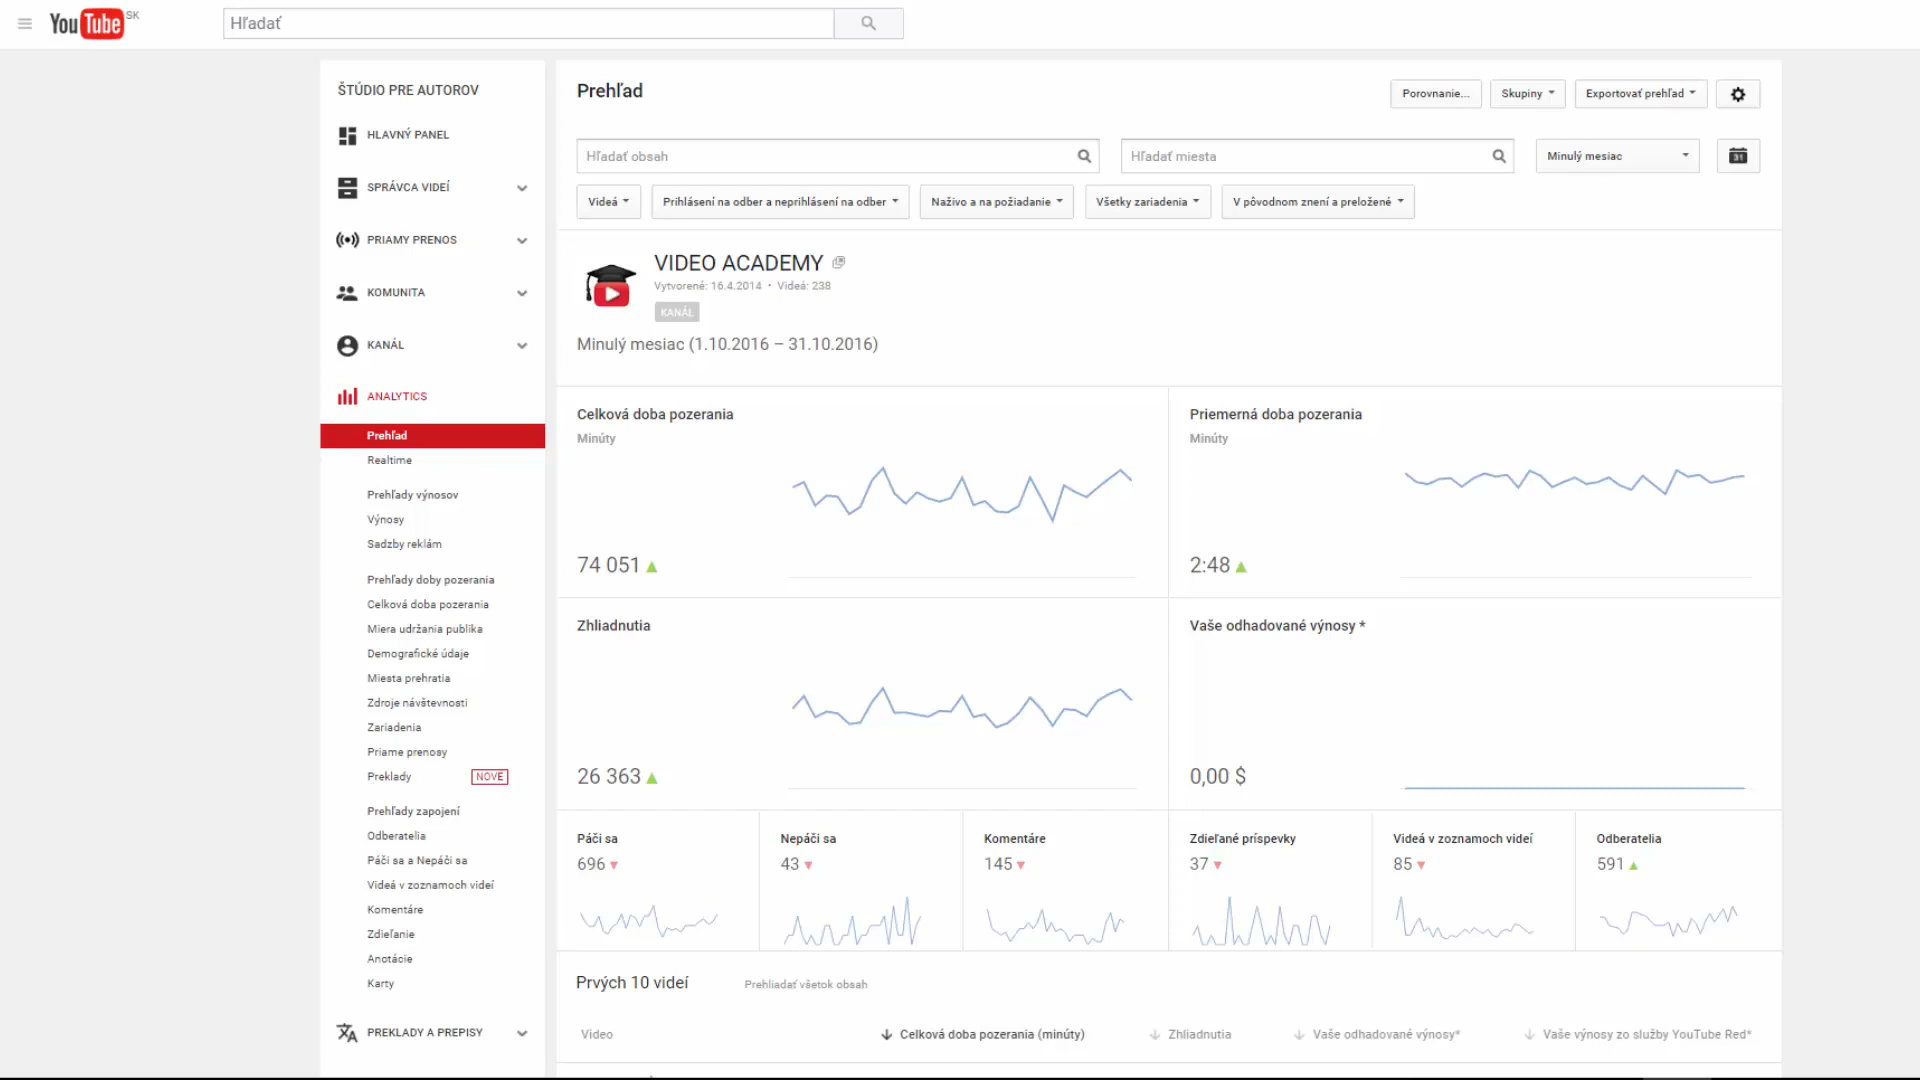 YouTube SK
Hľadať
ŠTÚDIO PRE AUTOROV
HLAVNÝ PANEL
SPRÁVCA VIDEÍ
PRIAMY PRENOS
KOMUNITA
KANÁL
ANALYTICS
Prehľad
Realtime
Prehľady výnosov
Výnosy
Sadzby reklám
Prehľady doby pozerania
Celková doba pozerania
Miera udržania publika
Demografické údaje
Miesta prehratia
Zdroje návštevnosti
Zariadenia
Priame prenosy
Preklady NOVÉ
Prehľady zapojení
Odberatelia
Páči sa a Nepáči sa
Videá v zoznamoch videí
Komentáre
Zdieľanie
Anotácie
Karty
PREKLADY A PREPISY
Prehľad
Porovnanie... Skupiny Exportovať prehľad
Hľadať obsah Hľadať miesta Minulý mesiac 31
Videá Prihlásení na odber a neprihlásení na odber Naživo a na požiadanie Všetky zariadenia V pôvodnom znení a preložené
VIDEO ACADEMY
Vytvorené: 16.4.2014 • Videá: 238
KANÁL
Minulý mesiac (1.10.2016 – 31.10.2016)
Celková doba pozerania
Minúty
74 051
Priemerná doba pozerania
Minúty
2:48
Zhliadnutia
26 363
Vaše odhadované výnosy *
0,00 $
Páči sa
696
Nepáči sa
43
Komentáre
145
Zdieľané príspevky
37
Videá v zoznamoch videí
85
Odberatelia
591
Prvých 10 videí Prehliadať všetok obsah
Video Celková doba pozerania (minúty) Zhliadnutia Vaše odhadované výnosy* Vaše výnosy zo služby YouTube Red*